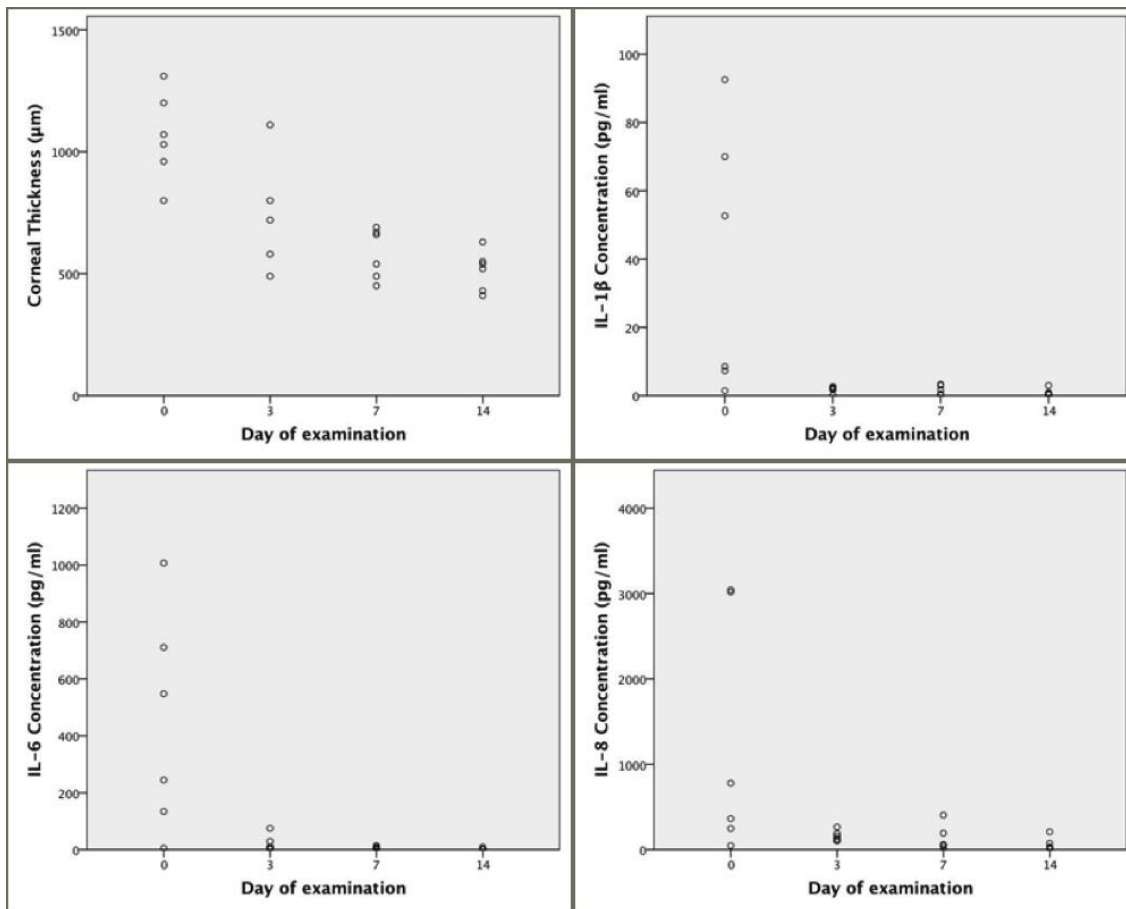 Corneal Thickness (µm)
1500
1000
500
0
0 3 7 14
Day of examination
IL-1β Concentration (pg/ml)
100
80
60
40
20
0
0 3 7 14
Day of examination
IL-6 Concentration (pg/ml)
1200
1000
800
600
400
200
0
0 3 7 14
Day of examination
IL-8 Concentration (pg/ml)
4000
3000
2000
1000
0
0 3 7 14
Day of examination